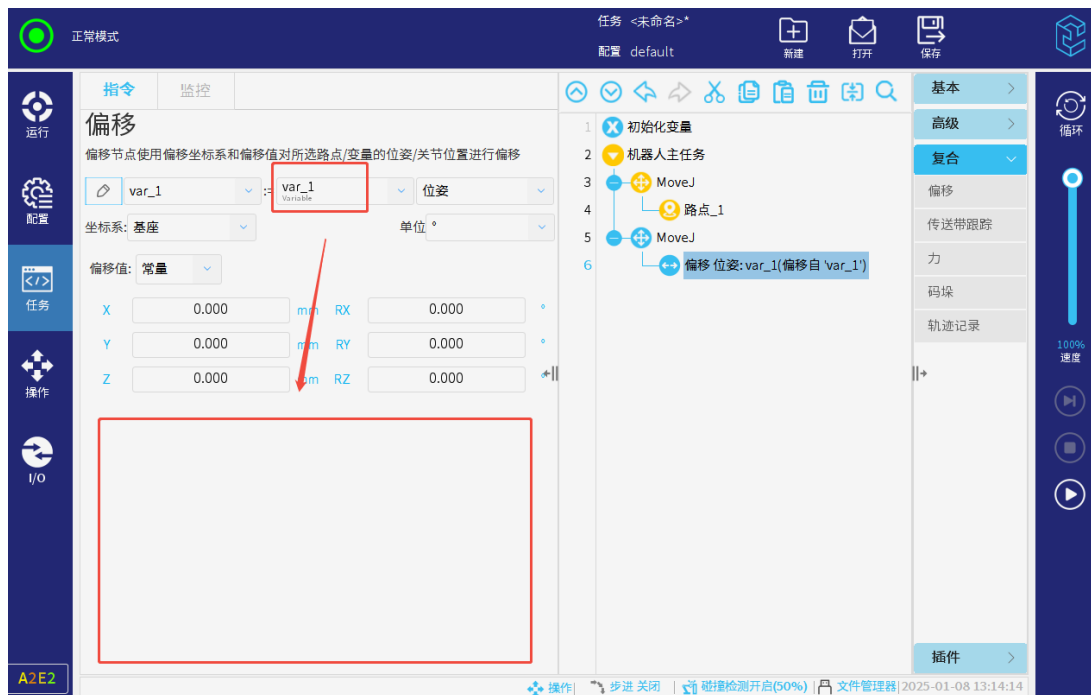 正常模式
任务 <未命名>*
配置 default
新建
打开
保存
运行
配置
任务
操作
I/O
A2E2
指令 监控
偏移
偏移节点使用偏移坐标系和偏移值对所选路点/变量的位姿/关节位置进行偏移
var_1 := var_1 位姿
Variable
坐标系: 基座 单位 °
偏移值: 常量
X 0.000 mm RX 0.000 °
Y 0.000 mm RY 0.000 °
Z 0.000 mm RZ 0.000 °
1 初始化变量
2 机器人主任务
3 MoveJ
4 路点_1
5 MoveJ
6 偏移 位姿: var_1(偏移自 'var_1')
基本
高级
复合
偏移
传送带跟踪
力
码垛
轨迹记录
插件
循环
100%
速度
操作 步进 关闭 碰撞检测开启(50%) 文件管理器 2025-01-08 13:14:14